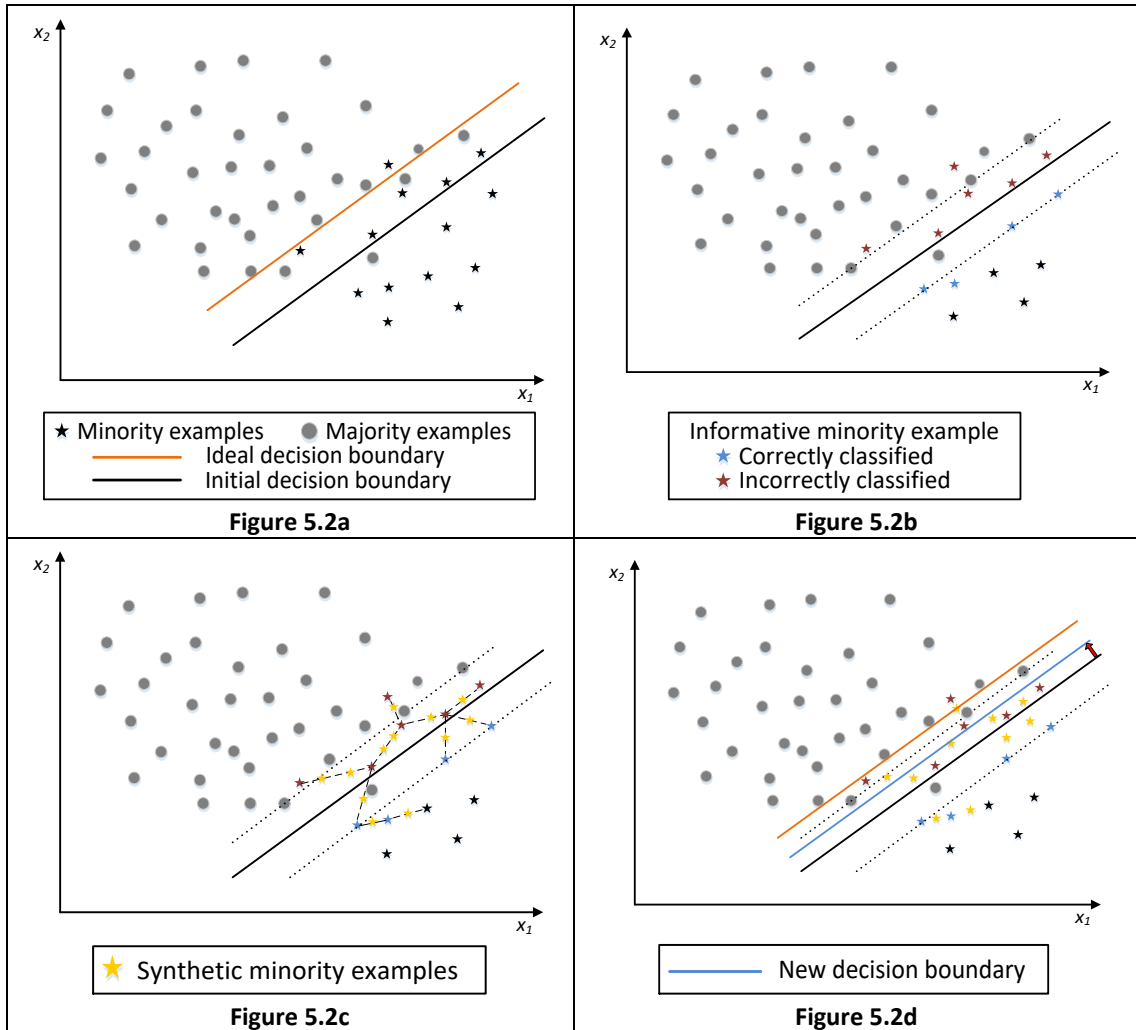 x2
x1
Minority examples
Majority examples
Ideal decision boundary
Initial decision boundary
Figure 5.2a
x2
x1
Informative minority example
Correctly classified
Incorrectly classified
Figure 5.2b
x2
x1
Synthetic minority examples
Figure 5.2c
x2
x1
New decision boundary
Figure 5.2d